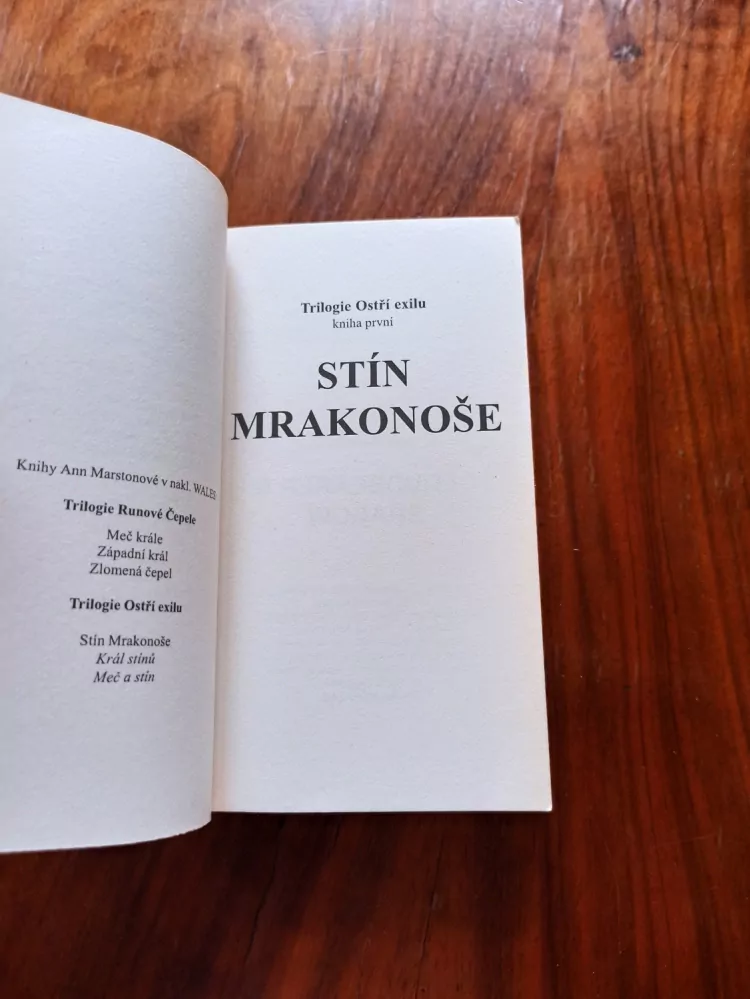 Knihy Ann Marstonové v nakl. WALES
Trilogie Runové Čepele
Meč krále
Západní král
Zlomená čepel
Trilogie Ostří exilu
Stín Mrakonoše
Král stínů
Meč a stín
Trilogie Ostří exilu
kniha první
STÍN
MRAKONOŠE